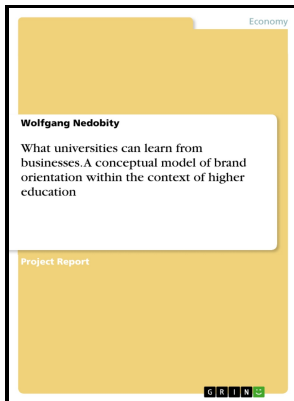 Economy
Wolfgang Nedobity
What universities can learn from
businesses. A conceptual model of brand
orientation within the context of higher
education
Project Report
GRIN